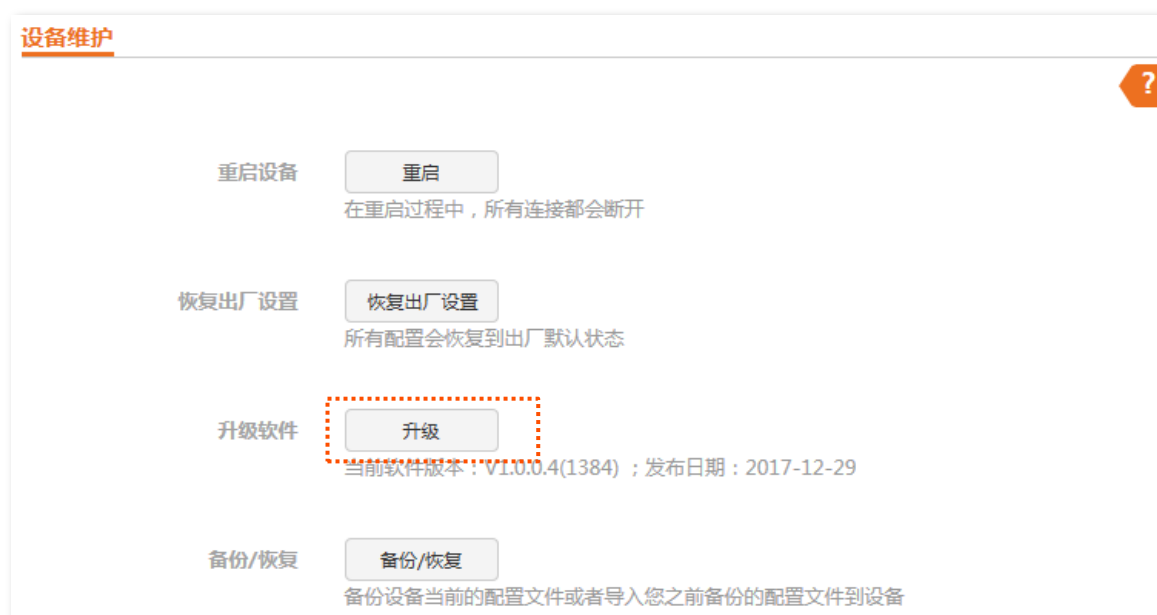 设备维护
?
重启设备 重启
在重启过程中，所有连接都会断开
恢复出厂设置 恢复出厂设置
所有配置会恢复到出厂默认状态
升级软件 升级
当前软件版本：V1.0.0.4(1384) ；发布日期：2017-12-29
备份/恢复 备份/恢复
备份设备当前的配置文件或者导入您之前备份的配置文件到设备